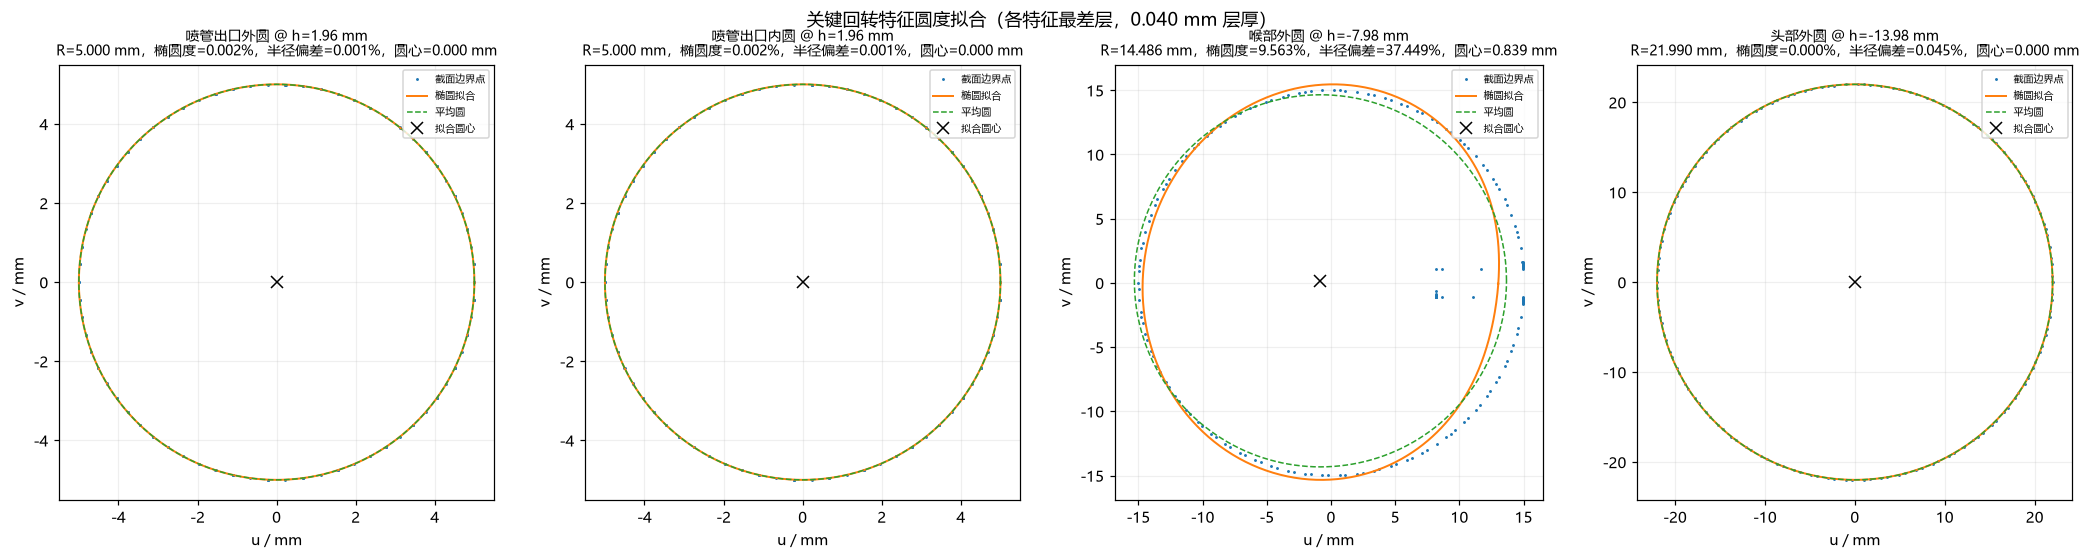 关键回转特征圆度拟合（各特征最差层，0.040 mm 层厚）
喷管出口外圆 @ h=1.96 mm
R=5.000 mm，椭圆度=0.002%，半径偏差=0.001%，圆心=0.000 mm
截面边界点
椭圆拟合
平均圆
拟合圆心
4
2
0
-2
-4
v / mm
-4
-2
0
2
4
u / mm
喷管出口内圆 @ h=1.96 mm
R=5.000 mm，椭圆度=0.002%，半径偏差=0.001%，圆心=0.000 mm
截面边界点
椭圆拟合
平均圆
拟合圆心
4
2
0
-2
-4
v / mm
-4
-2
0
2
4
u / mm
喉部外圆 @ h=-7.98 mm
R=14.486 mm，椭圆度=9.563%，半径偏差=37.449%，圆心=0.839 mm
截面边界点
椭圆拟合
平均圆
拟合圆心
15
10
5
0
-5
-10
-15
v / mm
-15
-10
-5
0
5
10
15
u / mm
头部外圆 @ h=-13.98 mm
R=21.990 mm，椭圆度=0.000%，半径偏差=0.045%，圆心=0.000 mm
截面边界点
椭圆拟合
平均圆
拟合圆心
20
10
0
-10
-20
v / mm
-20
-10
0
10
20
u / mm